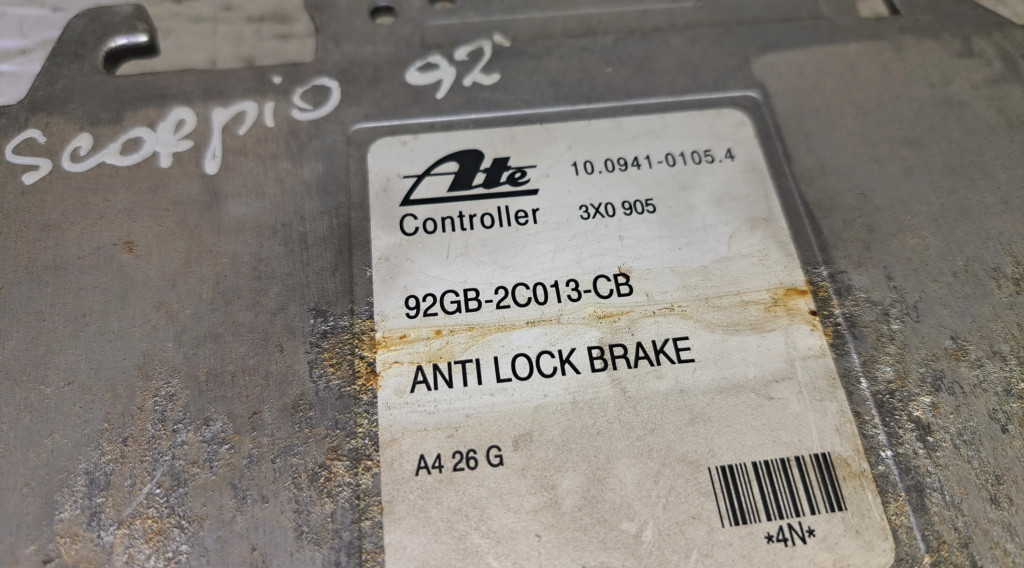 Scorpio 92'
Ate 10.0941-0105.4
Controller 3X0 905
92GB-2C013-CB
ANTI LOCK BRAKE
A4 26 G
*4N*